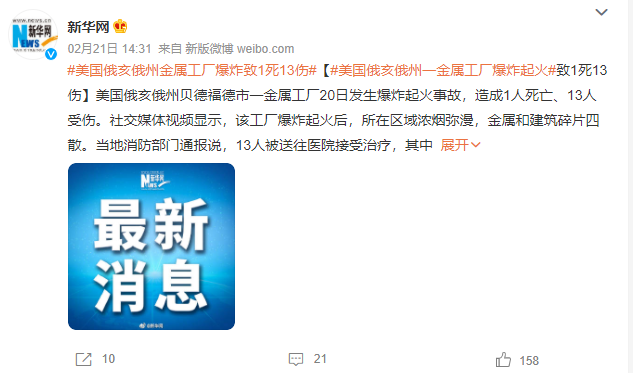 www.news.cn
新华网
NEWS
新华网
02月21日 14:31 来自 新版微博 weibo.com
#美国俄亥俄州金属工厂爆炸致1死13伤#【#美国俄亥俄州一金属工厂爆炸起火#致1死13
伤】美国俄亥俄州贝德福德市一金属工厂20日发生爆炸起火事故，造成1人死亡、13人
受伤。社交媒体视频显示，该工厂爆炸起火后，所在区域浓烟弥漫，金属和建筑碎片四
散。当地消防部门通报说，13人被送往医院接受治疗，其中 展开
新华网
NEWS
最新
消息
@新华网
10
21
158